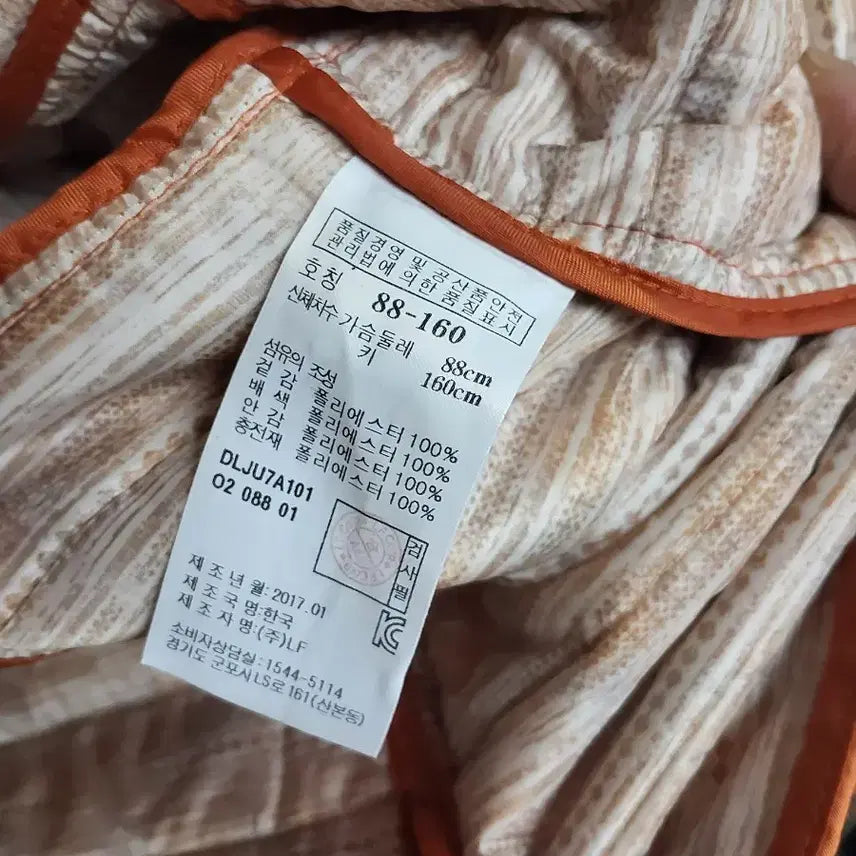 품질경영 및 공산품안전
관리법에 의한 품질표시
호칭 88-160
신체치수 가슴둘레 88cm
키 160cm
섬유의 조성
겉감 폴리에스터 100%
배색 폴리에스터 100%
안감 폴리에스터 100%
충전재 폴리에스터 100%
DLJU7A101
O2 088 01
검사필
제조년월:2017.01
제조국명:한국
제조자명:(주)LF
소비자상담실:1544-5114
경기도 군포시LS로161(산본동)